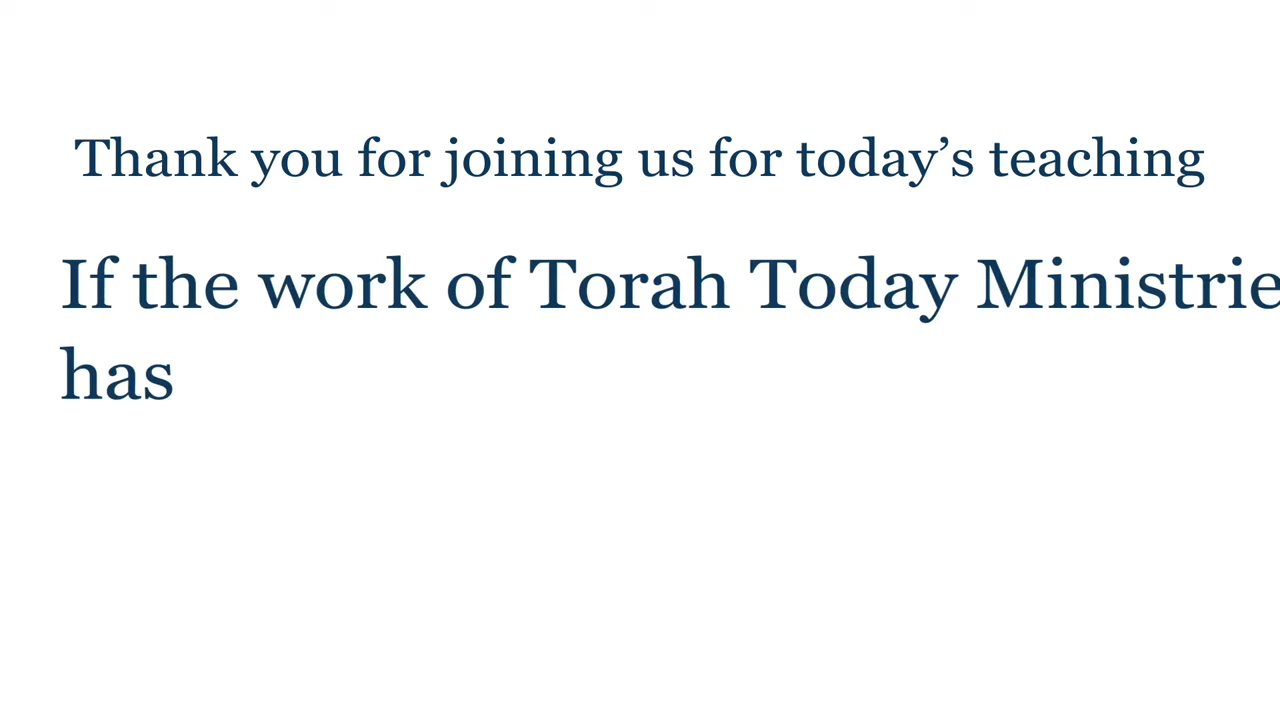 Thank you for joining us for today’s teaching
If the work of Torah Today Ministrie
has